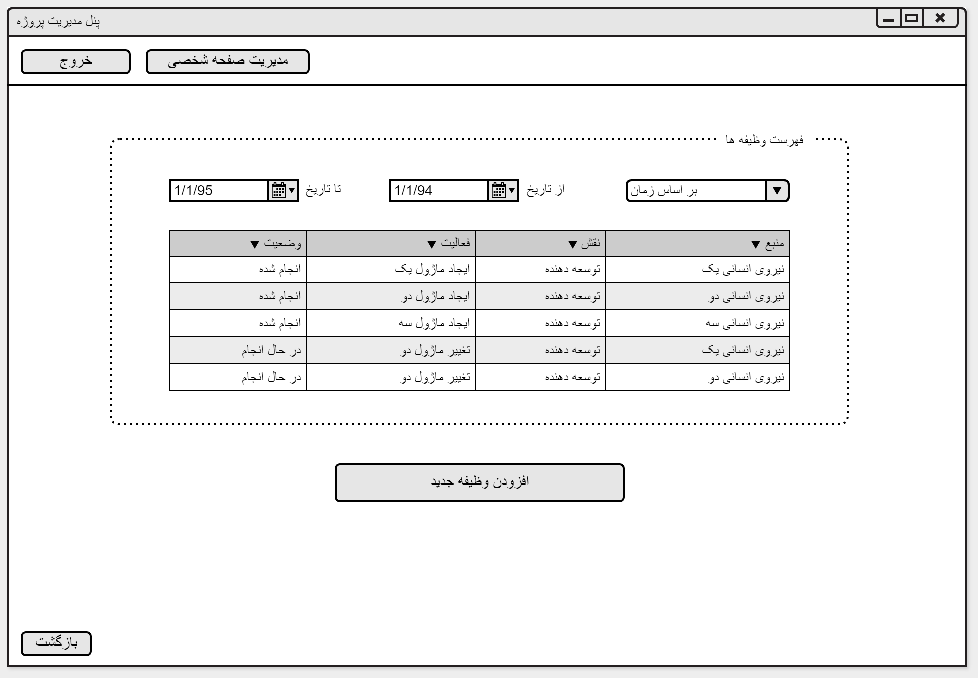 پنل مدیریت پروژه
مدیریت صفحه شخصی خروج
فهرست وظیفه ها
بر اساس زمان از تاریخ 1/1/94 تا تاریخ 1/1/95
منبع نقش فعالیت وضعیت
نیروی انسانی یک توسعه دهنده ایجاد ماژول یک انجام شده
نیروی انسانی دو توسعه دهنده ایجاد ماژول دو انجام شده
نیروی انسانی سه توسعه دهنده ایجاد ماژول سه انجام شده
نیروی انسانی یک توسعه دهنده تغییر ماژول دو در حال انجام
نیروی انسانی دو توسعه دهنده تغییر ماژول دو در حال انجام
افزودن وظیفه جدید
بازگشت